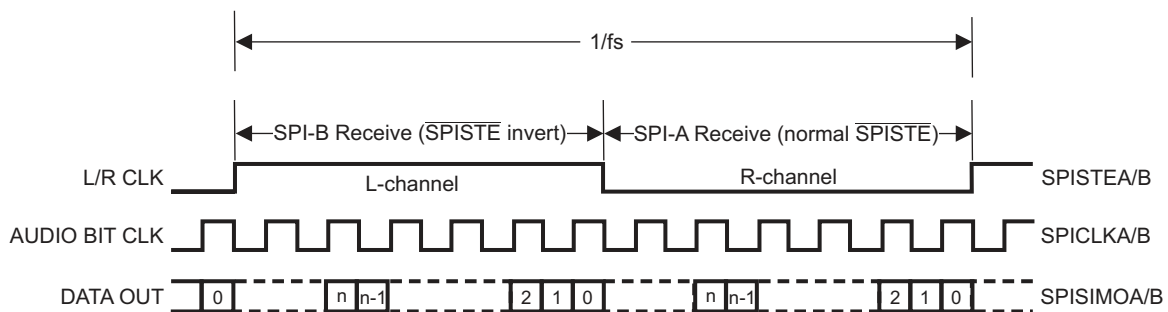 1/fs
SPI-B Receive (SPISTE invert) SPI-A Receive (normal SPISTE)
L/R CLK L-channel R-channel SPISTEA/B
AUDIO BIT CLK SPICLKA/B
DATA OUT 0 n n-1 2 1 0 n n-1 2 1 0 SPISIMOA/B